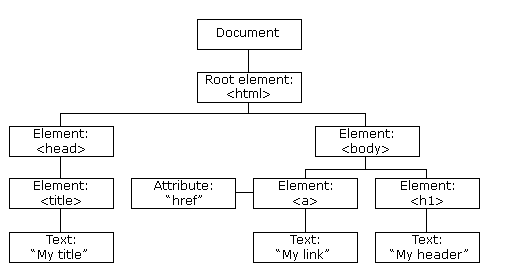 Document
Root element:
<html>
Element:
<head>
Element:
<body>
Element:
<title>
Attribute:
"href"
Element:
<a>
Element:
<h1>
Text:
"My title"
Text:
"My link"
Text:
"My header"